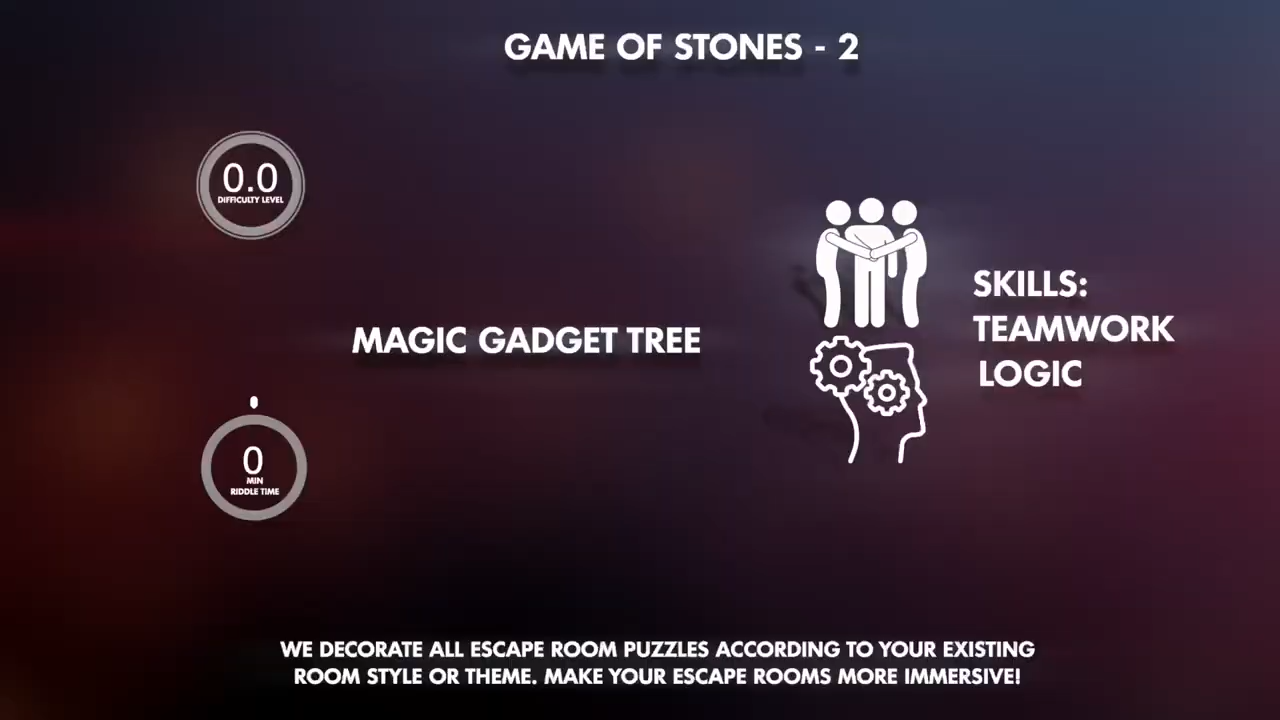 GAME OF STONES - 2
0.0
DIFFICULTY LEVEL
MAGIC GADGET TREE
SKILLS:
TEAMWORK
LOGIC
0
MIN
RIDDLE TIME
WE DECORATE ALL ESCAPE ROOM PUZZLES ACCORDING TO YOUR EXISTING
ROOM STYLE OR THEME. MAKE YOUR ESCAPE ROOMS MORE IMMERSIVE!